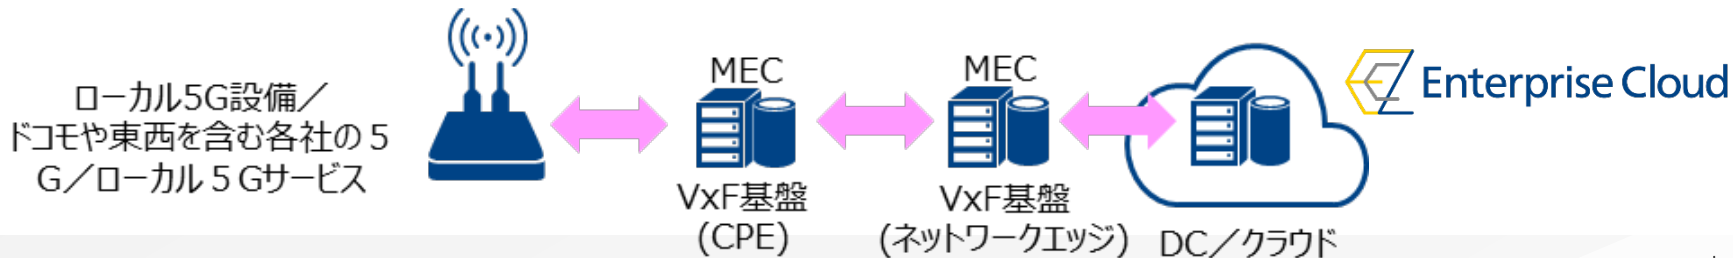 ローカル5G設備／
ドコモや東西を含む各社の５
G／ローカル５Gサービス
MEC
VxF基盤
(CPE)
MEC
VxF基盤
(ネットワークエッジ)
DC／クラウド
Enterprise Cloud